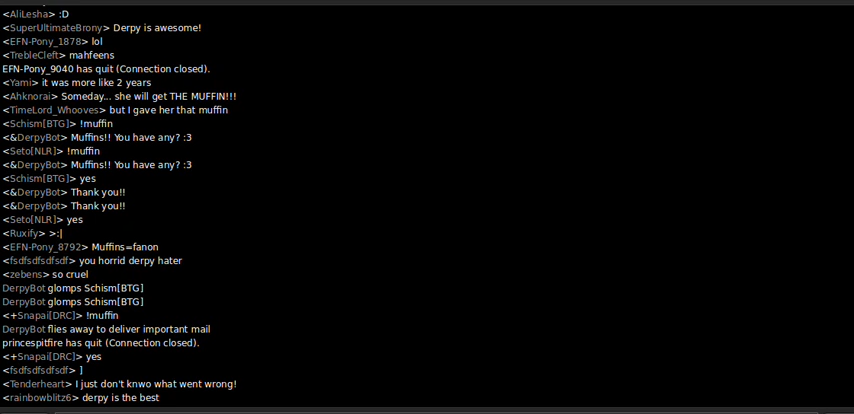 <AliLesha> :D
<SuperUltimateBrony> Derpy is awesome!
<EFN-Pony_1878> lol
<TrebleCleft> mahfeens
EFN-Pony_9040 has quit (Connection closed).
<Yami> it was more like 2 years
<Ahknorai> Someday... she will get THE MUFFIN!!!
<TimeLord_Whooves> but I gave her that muffin
<Schism[BTG]> !muffin
<&DerpyBot> Muffins!! You have any? :3
<Seto[NLR]> !muffin
<&DerpyBot> Muffins!! You have any? :3
<Schism[BTG]> yes
<&DerpyBot> Thank you!!
<&DerpyBot> Thank you!!
<Seto[NLR]> yes
<Ruxify> >:|
<EFN-Pony_8792> Muffins=fanon
<fsdfsdfsdfsdf> you horrid derpy hater
<zebens> so cruel
DerpyBot glomps Schism[BTG]
DerpyBot glomps Schism[BTG]
<+Snapai[DRC]> !muffin
DerpyBot flies away to deliver important mail
princespitfire has quit (Connection closed).
<+Snapai[DRC]> yes
<fsdfsdfsdfsdf> ]
<Tenderheart> I just don't knwo what went wrong!
<rainbowblitz6> derpy is the best